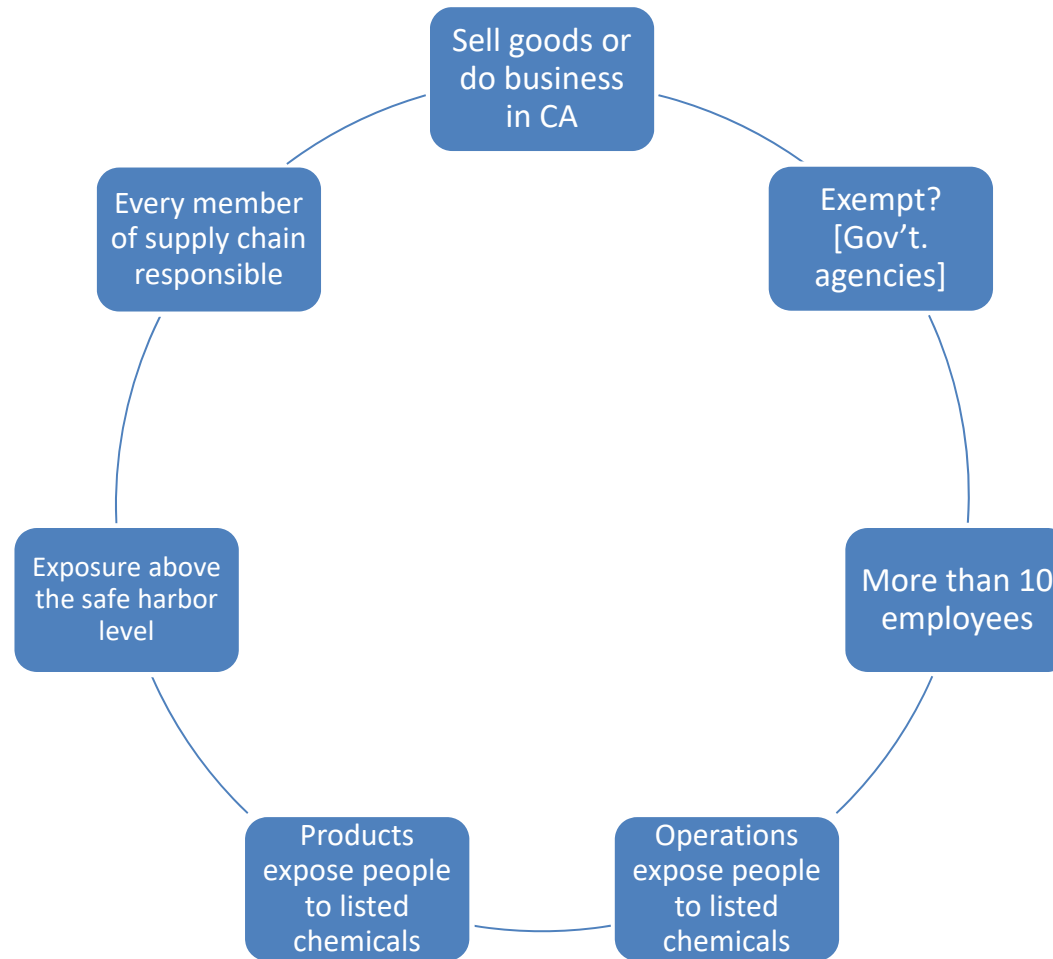 Sell goods or
do business
in CA
Exempt?
[Gov’t.
agencies]
More than 10
employees
Operations
expose people
to listed
chemicals
Products
expose people
to listed
chemicals
Exposure above
the safe harbor
level
Every member
of supply chain
responsible